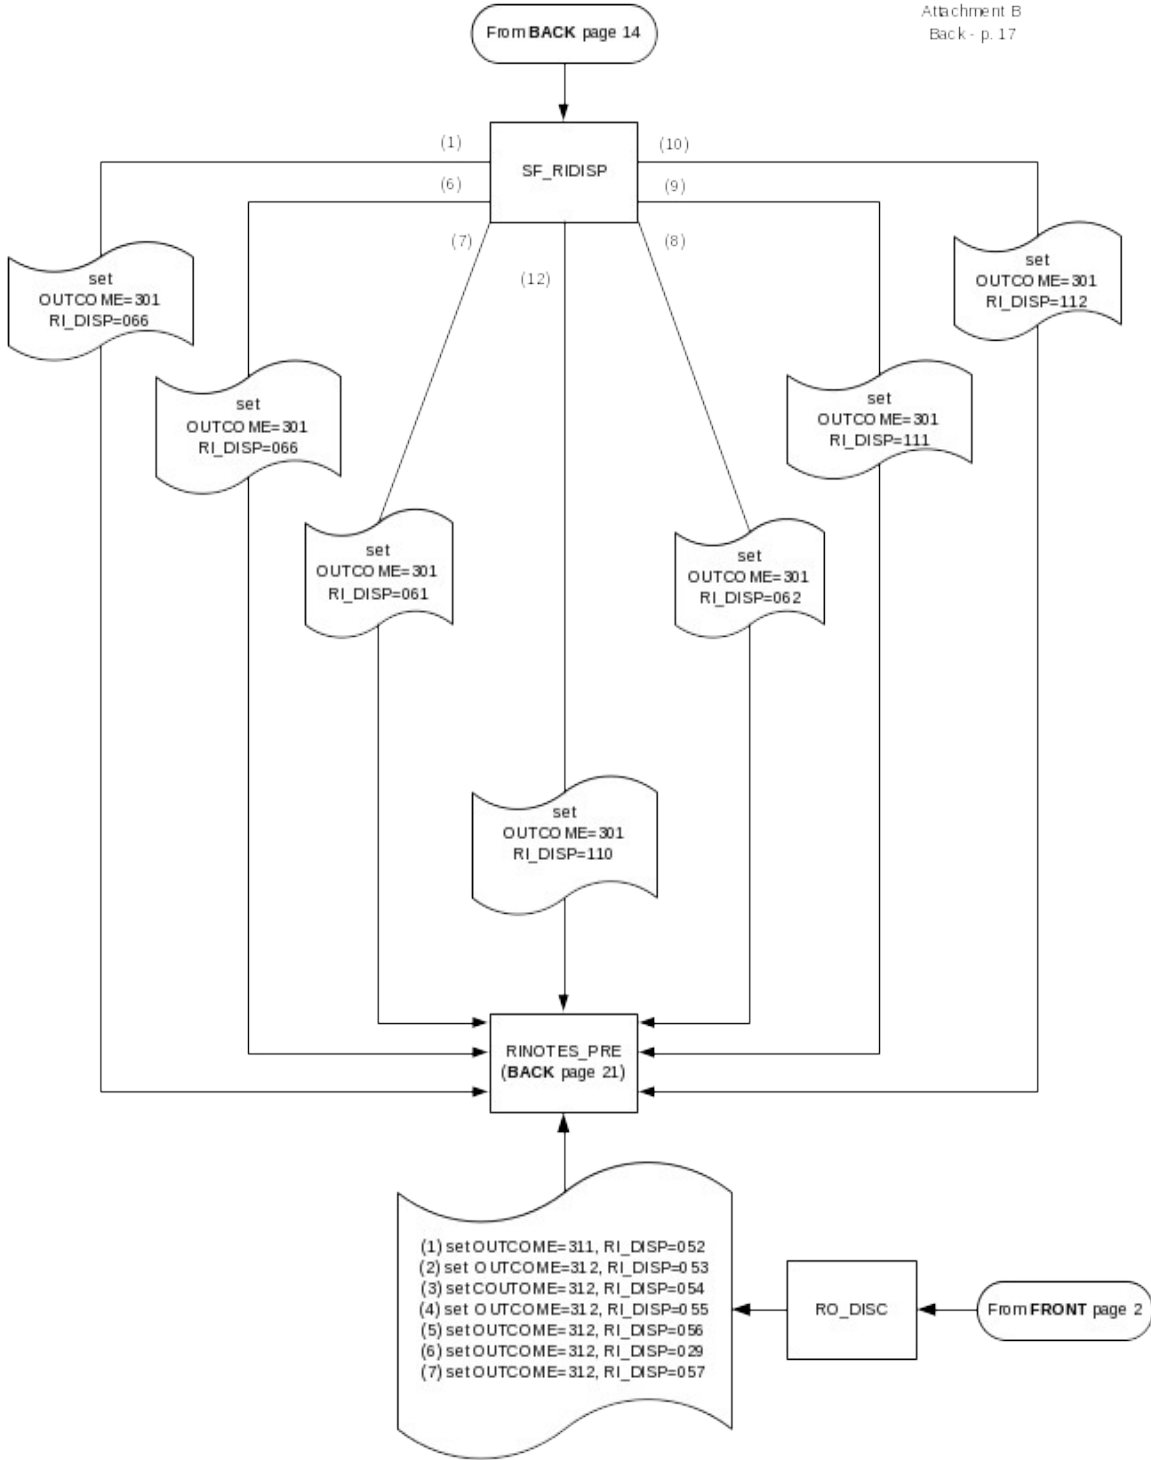 Attachment B
Back - p. 17
From BACK page 14
SF_RIDISP
(1)
(10)
(6)
(9)
(7)
(8)
(12)
set
OUTCOME=301
RI_DISP=066
set
OUTCOME=301
RI_DISP=112
set
OUTCOME=301
RI_DISP=066
set
OUTCOME=301
RI_DISP=111
set
OUTCOME=301
RI_DISP=061
set
OUTCOME=301
RI_DISP=062
set
OUTCOME=301
RI_DISP=110
RINOTES_PRE
(BACK page 21)
(1) set OUTCOME=311, RI_DISP=052
(2) set OUTCOME=312, RI_DISP=053
(3) set COUTOME=312, RI_DISP=054
(4) set OUTCOME=312, RI_DISP=055
(5) set OUTCOME=312, RI_DISP=056
(6) set OUTCOME=312, RI_DISP=029
(7) set OUTCOME=312, RI_DISP=057
RO_DISC
From FRONT page 2